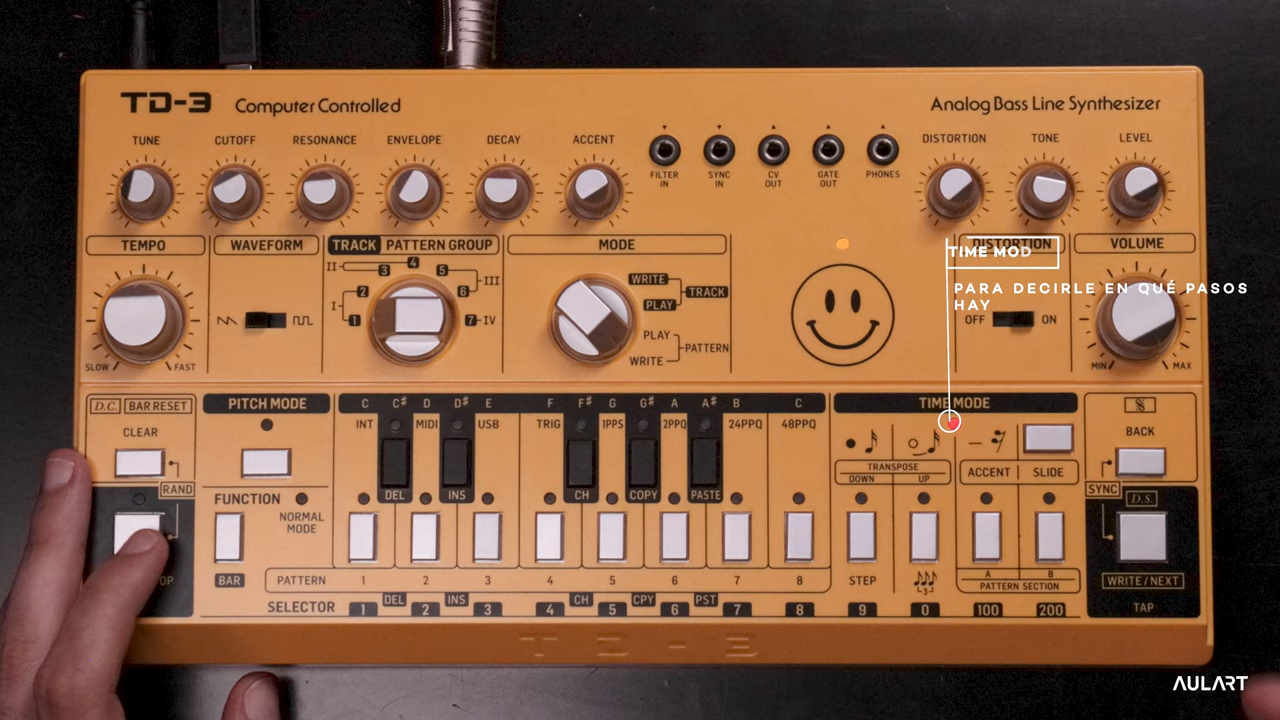 TD-3 Computer Controlled
Analog Bass Line Synthesizer
TUNE CUTOFF RESONANCE ENVELOPE DECAY ACCENT
FILTER IN
SYNC IN
CV OUT
GATE OUT
PHONES
DISTORTION TONE LEVEL
TEMPO
WAVEFORM
TRACK PATTERN GROUP
MODE
DISTORTION
VOLUME
TIME MOD
PARA DECIRLE EN QUÉ PASOS
HAY
SLOW FAST
II 3 4 5 III
I 2 6
1 7 IV
WRITE
PLAY
TRACK
PLAY
WRITE
PATTERN
OFF ON
MIN MAX
D.C. BAR RESET
CLEAR
RAND
PITCH MODE
FUNCTION
NORMAL
MODE
BAR
C C♯ D D♯ E F F♯ G G♯ A A♯ B C
INT MIDI USB TRIG 1PPS 2PPQ 24PPQ 48PPQ
DEL INS CH COPY PASTE
PATTERN 1 2 3 4 5 6 7 8
SELECTOR 1 DEL 2 INS 3 4 CH 5 CPY 6 PST 7 8 9 0 100 200
TIME MODE
TRANSPOSE
DOWN UP
ACCENT SLIDE
STEP
3
A B
PATTERN SECTION
BACK
SYNC
D.S.
WRITE/NEXT
TAP
OP
TD-3
AULART